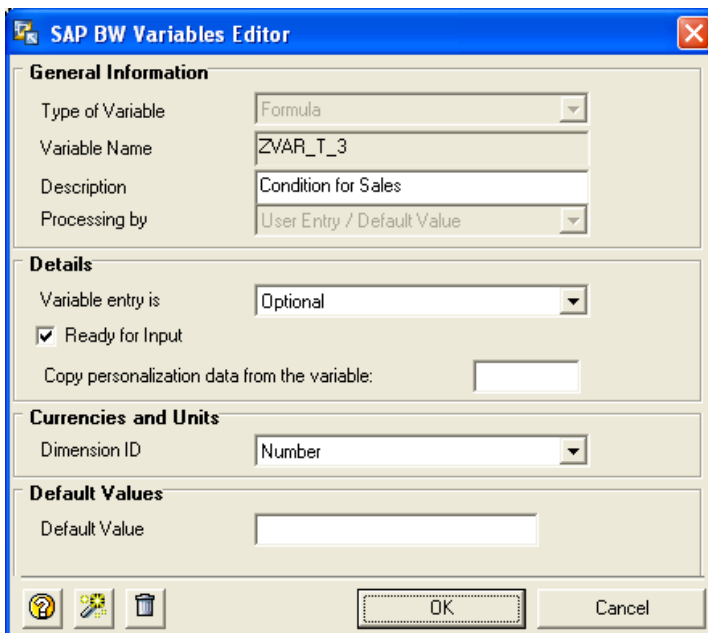 SAP BW Variables Editor
General Information
Type of Variable Formula
Variable Name ZVAR_T_3
Description Condition for Sales
Processing by User Entry / Default Value
Details
Variable entry is Optional
Ready for Input
Copy personalization data from the variable:
Currencies and Units
Dimension ID Number
Default Values
Default Value
OK Cancel